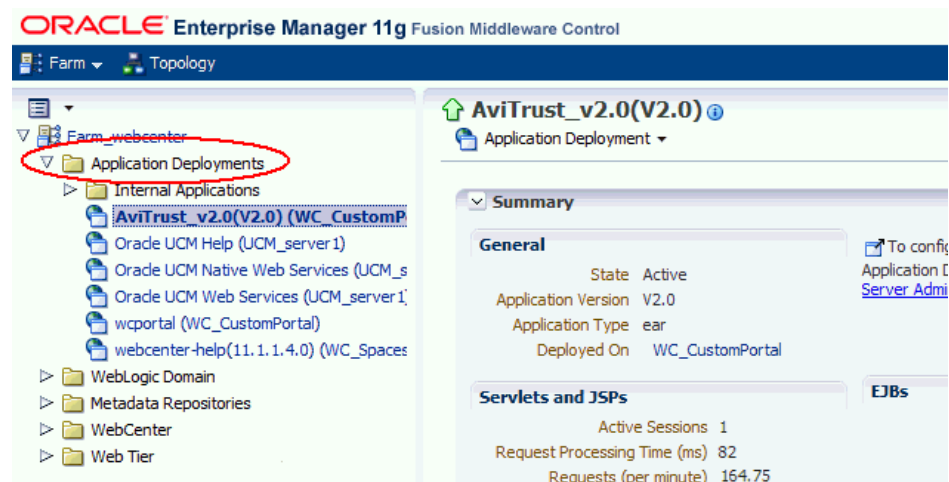 ORACLE Enterprise Manager 11g Fusion Middleware Control
Farm Topology
Farm_webcenter
Application Deployments
Internal Applications
AviTrust_v2.0(V2.0) (WC_CustomP
Oracle UCM Help (UCM_server1)
Oracle UCM Native Web Services (UCM_s
Oracle UCM Web Services (UCM_server1)
wcportal (WC_CustomPortal)
webcenter-help(11.1.1.4.0) (WC_Spaces
WebLogic Domain
Metadata Repositories
WebCenter
Web Tier
AviTrust_v2.0(V2.0)
Application Deployment
Summary
General
State Active
Application Version V2.0
Application Type ear
Deployed On WC_CustomPortal
To config
Application D
Server Admi
Servlets and JSPs
Active Sessions 1
Request Processing Time (ms) 82
Requests (per minute) 164.75
EJBs